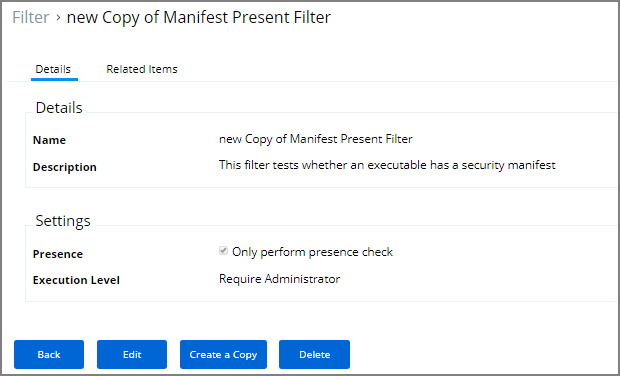 Filter › new Copy of Manifest Present Filter
Details Related Items
Details
Name new Copy of Manifest Present Filter
Description This filter tests whether an executable has a security manifest
Settings
Presence Only perform presence check
Execution Level Require Administrator
Back Edit Create a Copy Delete